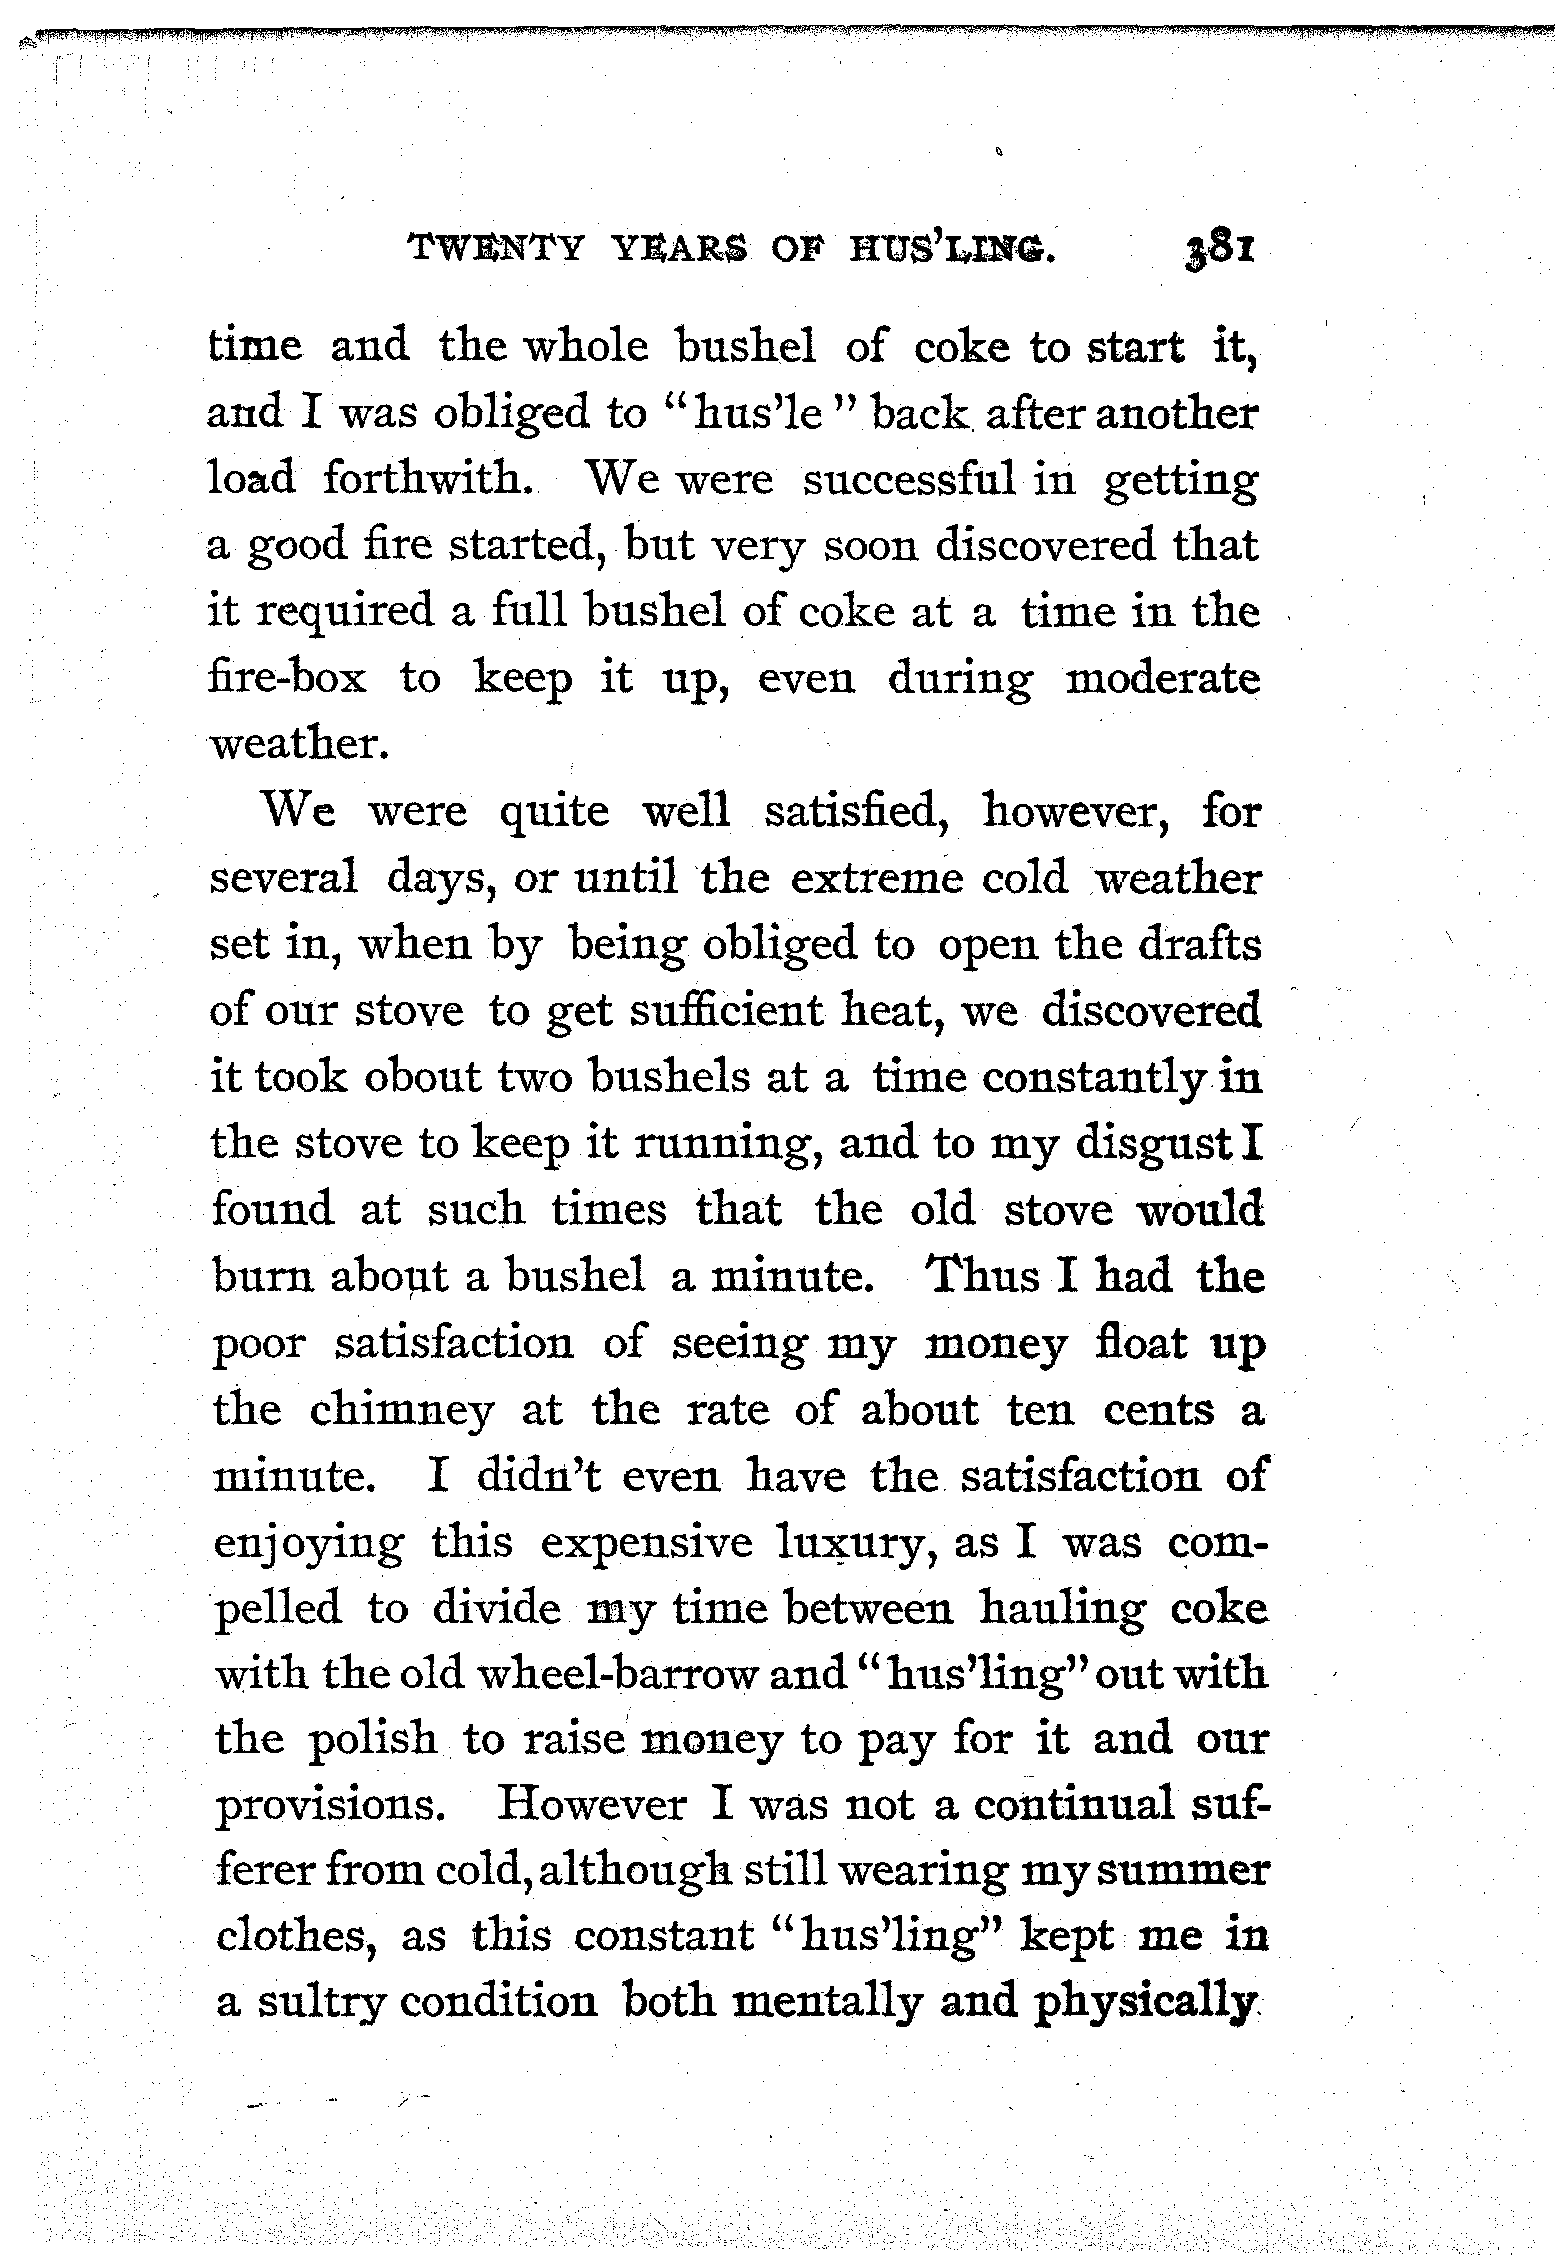 TWENTY YEARS OF HUS'LING. 381
time and the whole bushel of coke to start it,
and I was obliged to "hus'le" back after another
load forthwith. We were successful in getting
a good fire started, but very soon discovered that
it required a full bushel of coke at a time in the
fire-box to keep it up, even during moderate
weather.
We were quite well satisfied, however, for
several days, or until the extreme cold weather
set in, when by being obliged to open the drafts
of our stove to get sufficient heat, we discovered
it took obout two bushels at a time constantly in
the stove to keep it running, and to my disgust I
found at such times that the old stove would
burn about a bushel a minute. Thus I had the
poor satisfaction of seeing my money float up
the chimney at the rate of about ten cents a
minute. I didn't even have the satisfaction of
enjoying this expensive luxury, as I was com-
pelled to divide my time between hauling coke
with the old wheel-barrow and "hus'ling" out with
the polish to raise money to pay for it and our
provisions. However I was not a continual suf-
ferer from cold, although still wearing my summer
clothes, as this constant "hus'ling" kept me in
a sultry condition both mentally and physically